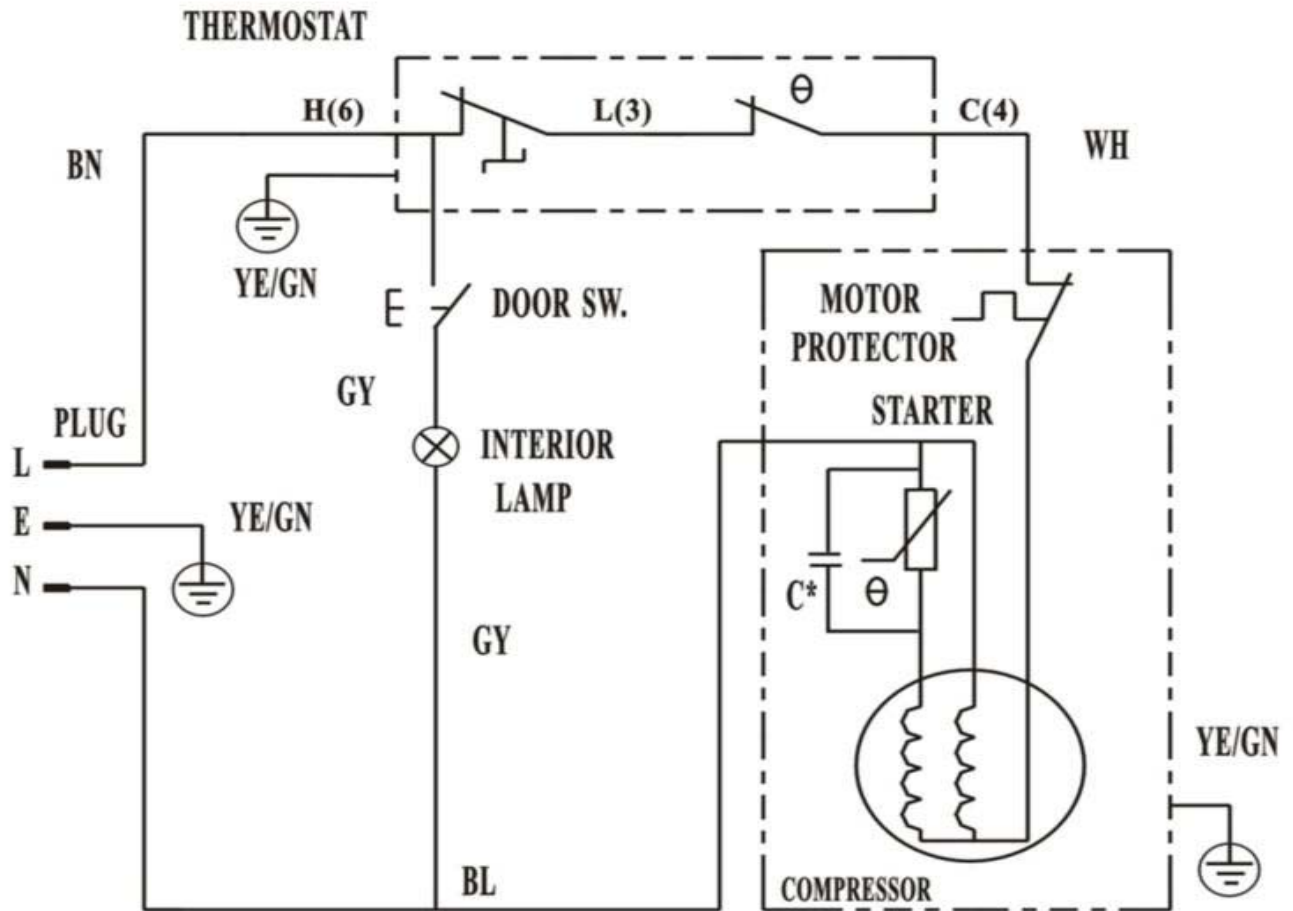 THERMOSTAT
H(6)
L(3)
θ
C(4)
BN
WH
YE/GN
DOOR SW.
MOTOR
PROTECTOR
GY
STARTER
PLUG
L
INTERIOR
LAMP
E
YE/GN
N
C*
θ
GY
YE/GN
BL
COMPRESSOR